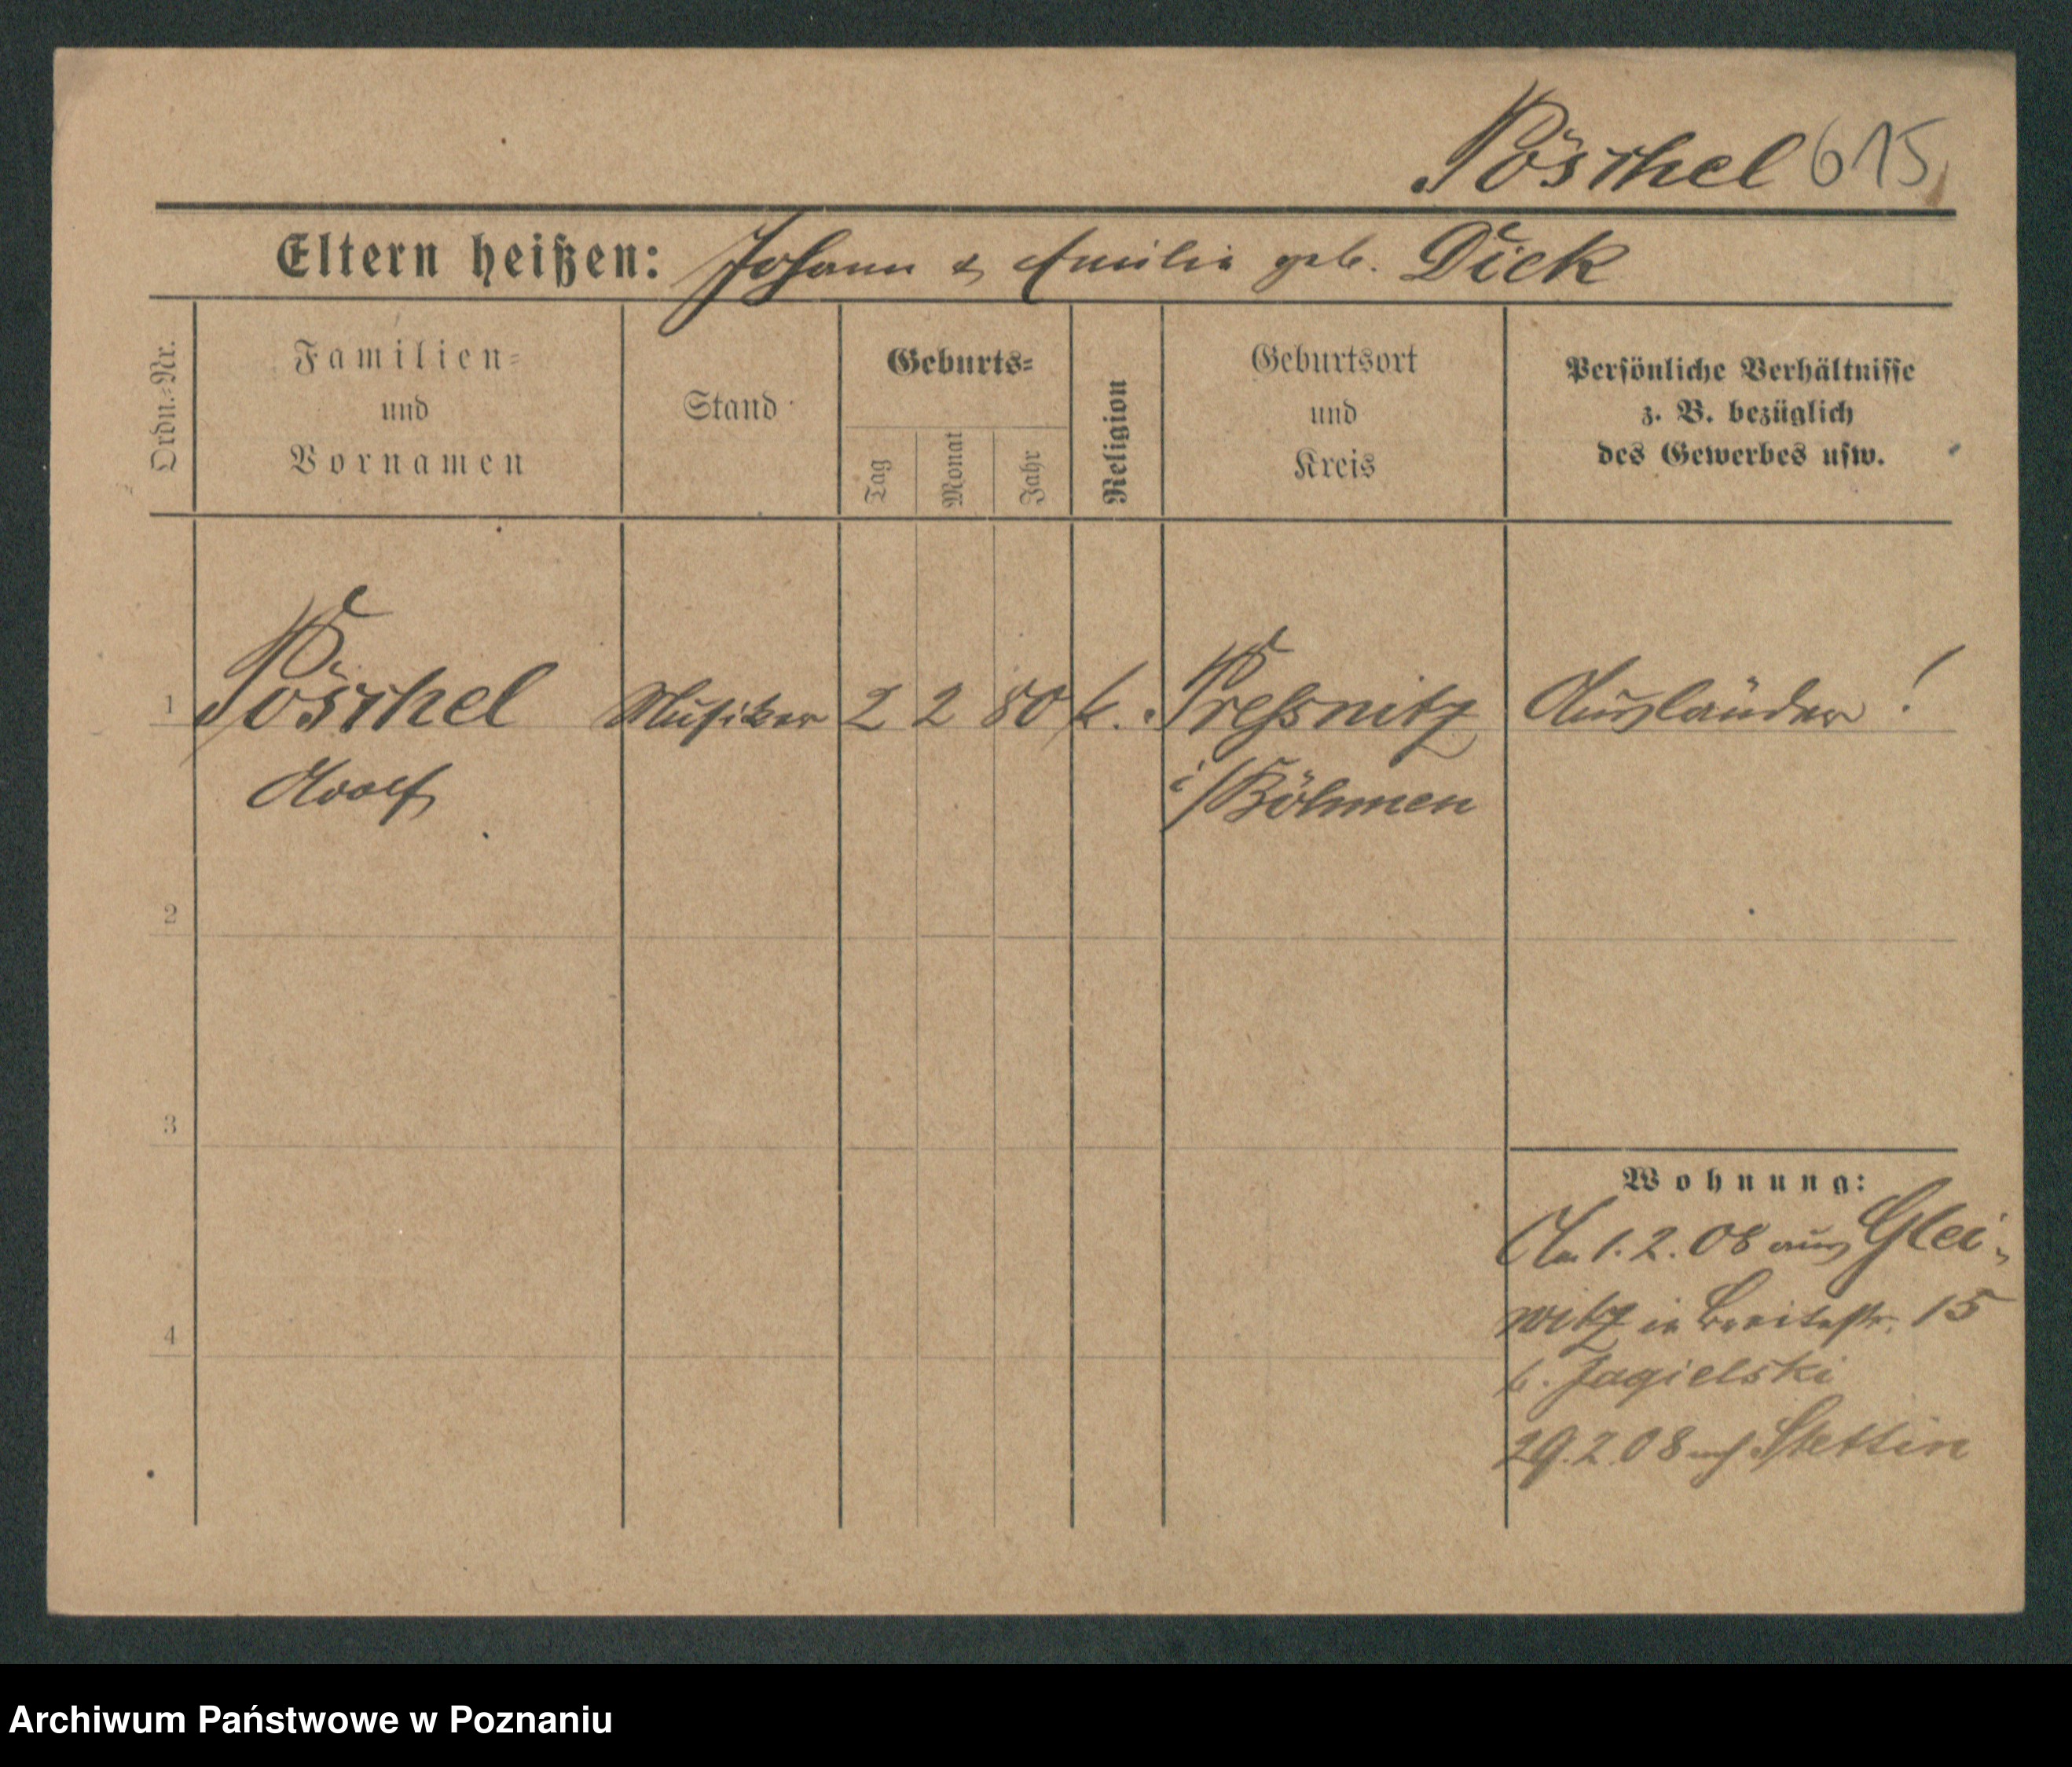 Pöschel 615
Eltern heißen: Johann & Emilie geb. Dick
Ordn.=Nr.
Familien=
und
Vornamen
Stand
Geburts=
Tag
Monat
Jahr
Religion
Geburtsort
und
Kreis
Persönliche Verhältnisse
z. B. bezüglich
des Gewerbes usw.
1 Pöschel Musiker 2 2 80 k. Pressnitz Ausländer!
Adolf i/Böhmen
2
3
4
Wohnung:
Am 1.2.08 aus Glei-
witz in Breitestr. 15
b. Jagielski
29.2.08 nach Stettin
Archiwum Państwowe w Poznaniu